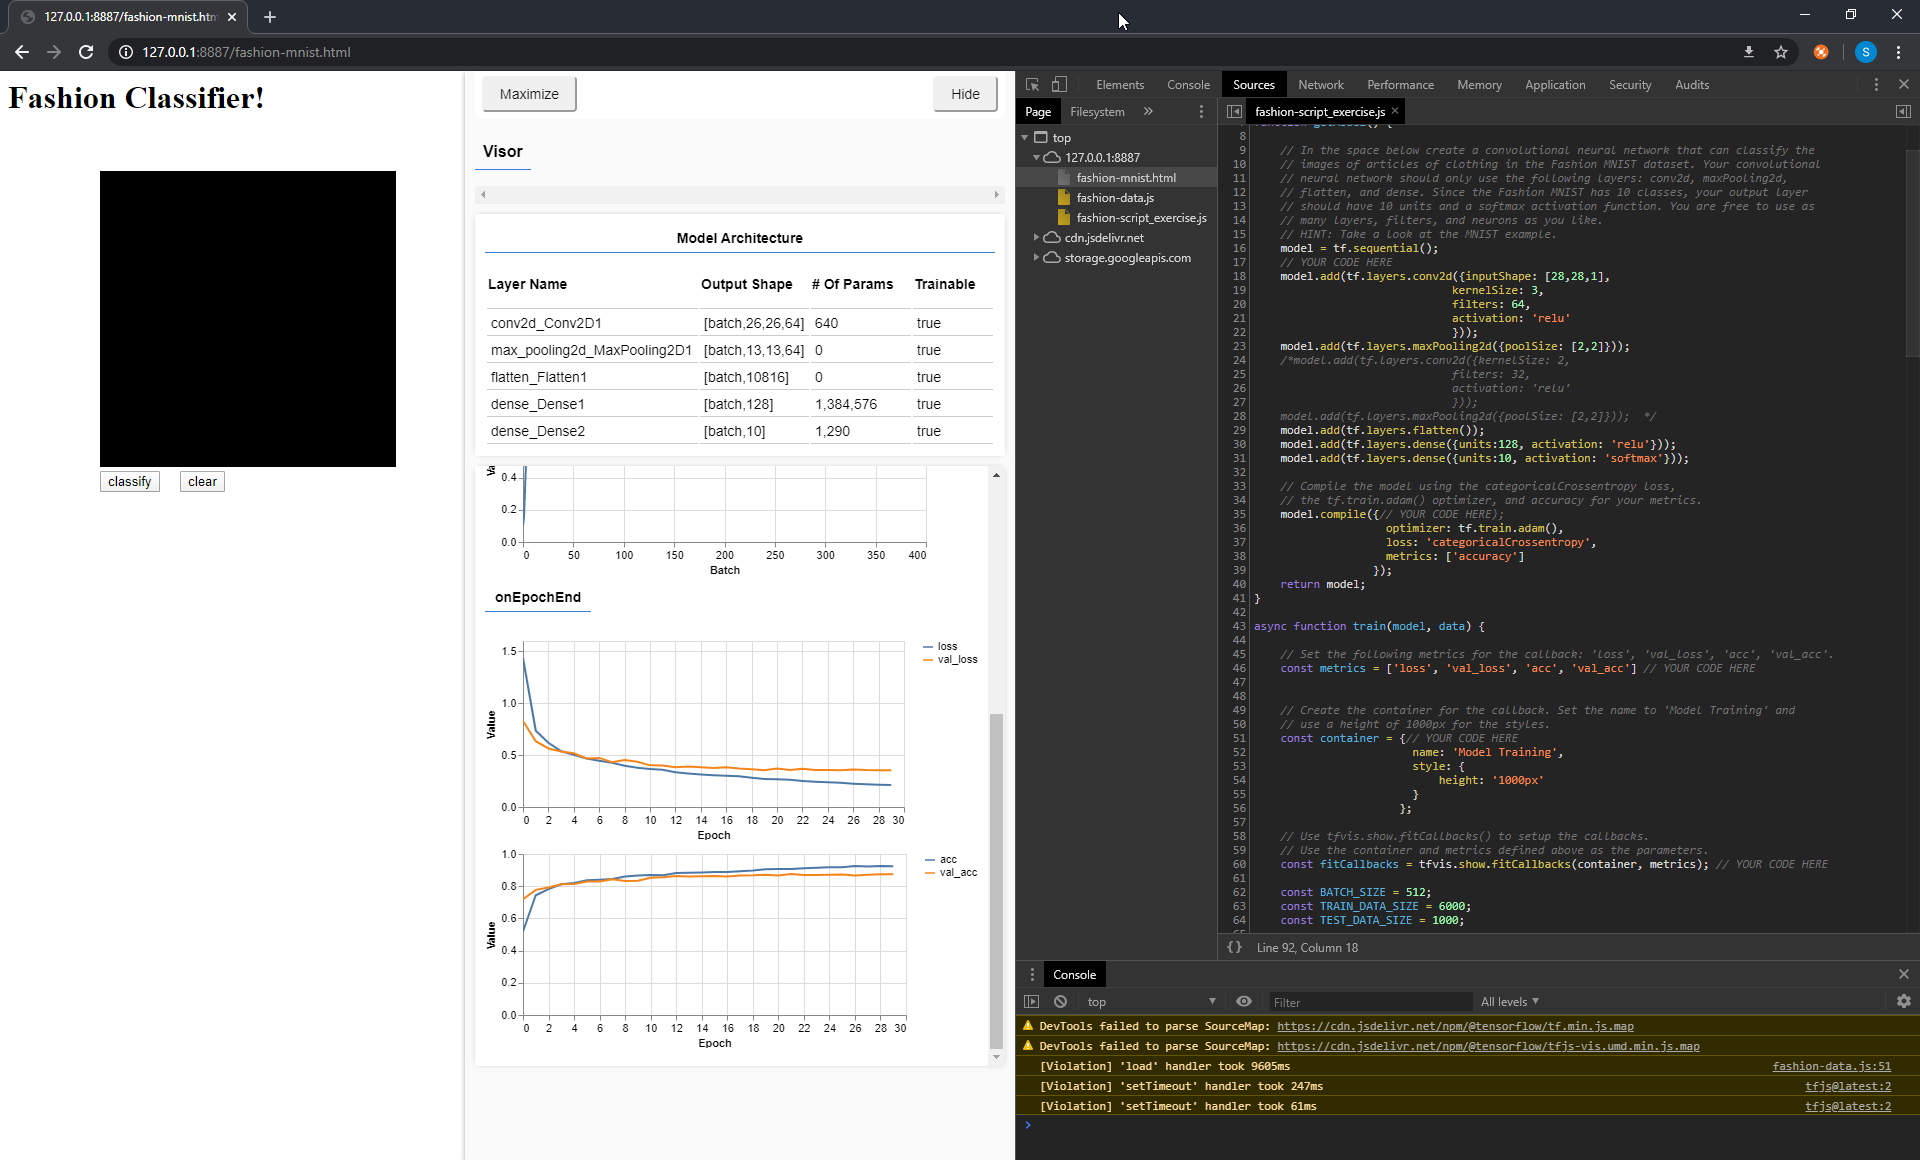 127.0.0.1:8887/fashion-mnist.htm
127.0.0.1:8887/fashion-mnist.html
S
Fashion Classifier!
classify clear
Maximize Hide
Visor
Model Architecture
Layer Name Output Shape # Of Params Trainable
conv2d_Conv2D1 [batch,26,26,64] 640 true
max_pooling2d_MaxPooling2D1 [batch,13,13,64] 0 true
flatten_Flatten1 [batch,10816] 0 true
dense_Dense1 [batch,128] 1,384,576 true
dense_Dense2 [batch,10] 1,290 true
0.4
0.2
0.0
0 50 100 150 200 250 300 350 400
Batch
onEpochEnd
loss
val_loss
1.5
1.0
0.5
0.0
Value
0 2 4 6 8 10 12 14 16 18 20 22 24 26 28 30
Epoch
acc
val_acc
1.0
0.8
0.6
0.4
0.2
0.0
Value
0 2 4 6 8 10 12 14 16 18 20 22 24 26 28 30
Epoch
Elements Console Sources Network Performance Memory Application Security Audits
Page Filesystem »
top
127.0.0.1:8887
fashion-mnist.html
fashion-data.js
fashion-script_exercise.js
cdn.jsdelivr.net
storage.googleapis.com
fashion-script_exercise.js ×
8
9 // In the space below create a convolutional neural network that can classify the
10 // images of articles of clothing in the Fashion MNIST dataset. Your convolutional
11 // neural network should only use the following layers: conv2d, maxPooling2d,
12 // flatten, and dense. Since the Fashion MNIST has 10 classes, your output layer
13 // should have 10 units and a softmax activation function. You are free to use as
14 // many layers, filters, and neurons as you like.
15 // HINT: Take a look at the MNIST example.
16 model = tf.sequential();
17 // YOUR CODE HERE
18 model.add(tf.layers.conv2d({inputShape: [28,28,1],
19 kernelSize: 3,
20 filters: 64,
21 activation: 'relu'
22 }));
23 model.add(tf.layers.maxPooling2d({poolSize: [2,2]}));
24 /*model.add(tf.layers.conv2d({kernelSize: 2,
25 filters: 32,
26 activation: 'relu'
27 }));
28 model.add(tf.layers.maxPooling2d({poolSize: [2,2]})); */
29 model.add(tf.layers.flatten());
30 model.add(tf.layers.dense({units:128, activation: 'relu'}));
31 model.add(tf.layers.dense({units:10, activation: 'softmax'}));
32
33 // Compile the model using the categoricalCrossentropy loss,
34 // the tf.train.adam() optimizer, and accuracy for your metrics.
35 model.compile({// YOUR CODE HERE);
36 optimizer: tf.train.adam(),
37 loss: 'categoricalCrossentropy',
38 metrics: ['accuracy']
39 });
40 return model;
41 }
42
43 async function train(model, data) {
44
45 // Set the following metrics for the callback: 'loss', 'val_loss', 'acc', 'val_acc'.
46 const metrics = ['loss', 'val_loss', 'acc', 'val_acc'] // YOUR CODE HERE
47
48
49 // Create the container for the callback. Set the name to 'Model Training' and
50 // use a height of 1000px for the styles.
51 const container = {// YOUR CODE HERE
52 name: 'Model Training',
53 style: {
54 height: '1000px'
55 }
56 };
57
58 // Use tfvis.show.fitCallbacks() to setup the callbacks.
59 // Use the container and metrics defined above as the parameters.
60 const fitCallbacks = tfvis.show.fitCallbacks(container, metrics); // YOUR CODE HERE
61
62 const BATCH_SIZE = 512;
63 const TRAIN_DATA_SIZE = 6000;
64 const TEST_DATA_SIZE = 1000;
{} Line 92, Column 18
Console
top Filter All levels
DevTools failed to parse SourceMap: https://cdn.jsdelivr.net/npm/@tensorflow/tf.min.js.map
DevTools failed to parse SourceMap: https://cdn.jsdelivr.net/npm/@tensorflow/tfjs-vis.umd.min.js.map
[Violation] 'load' handler took 9605ms fashion-data.js:51
[Violation] 'setTimeout' handler took 247ms tfjs@latest:2
[Violation] 'setTimeout' handler took 61ms tfjs@latest:2